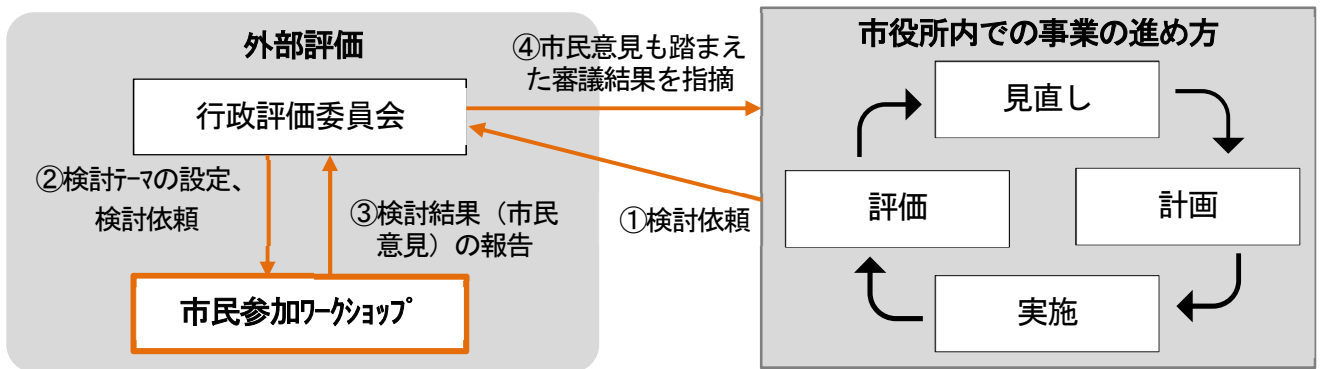 外部評価
行政評価委員会
②検討ﾃｰﾏの設定、
検討依頼
③検討結果（市民
意見）の報告
市民参加ﾜｰｸｼｮｯﾌﾟ
④市民意見も踏まえ
た審議結果を指摘
①検討依頼
市役所内での事業の進め方
見直し
評価
計画
実施